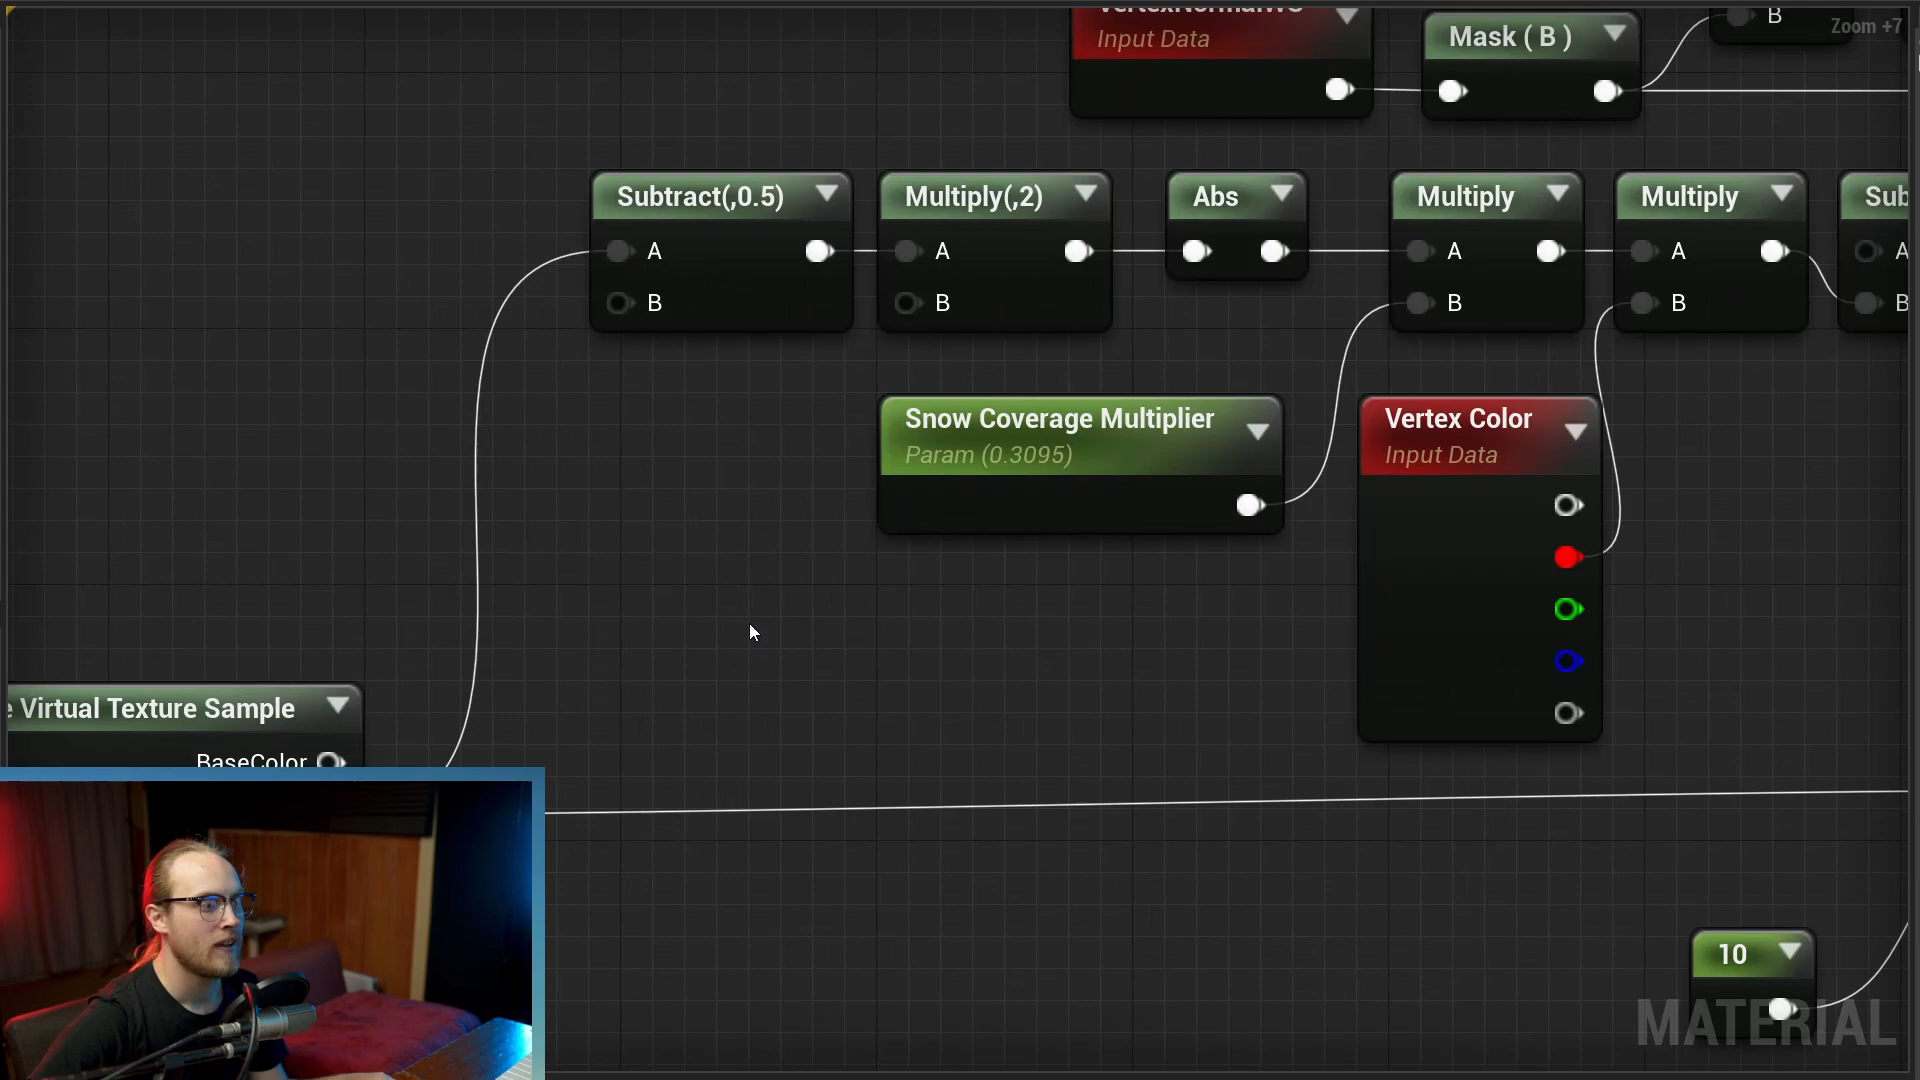 Input Data
Mask ( B )
B
Zoom +7
Subtract(,0.5)
A
B
Multiply(,2)
A
B
Abs
Multiply
A
B
Multiply
A
B
A
B
Snow Coverage Multiplier
Param (0.3095)
Vertex Color
Input Data
Virtual Texture Sample
BaseColor
10
MATERIAL